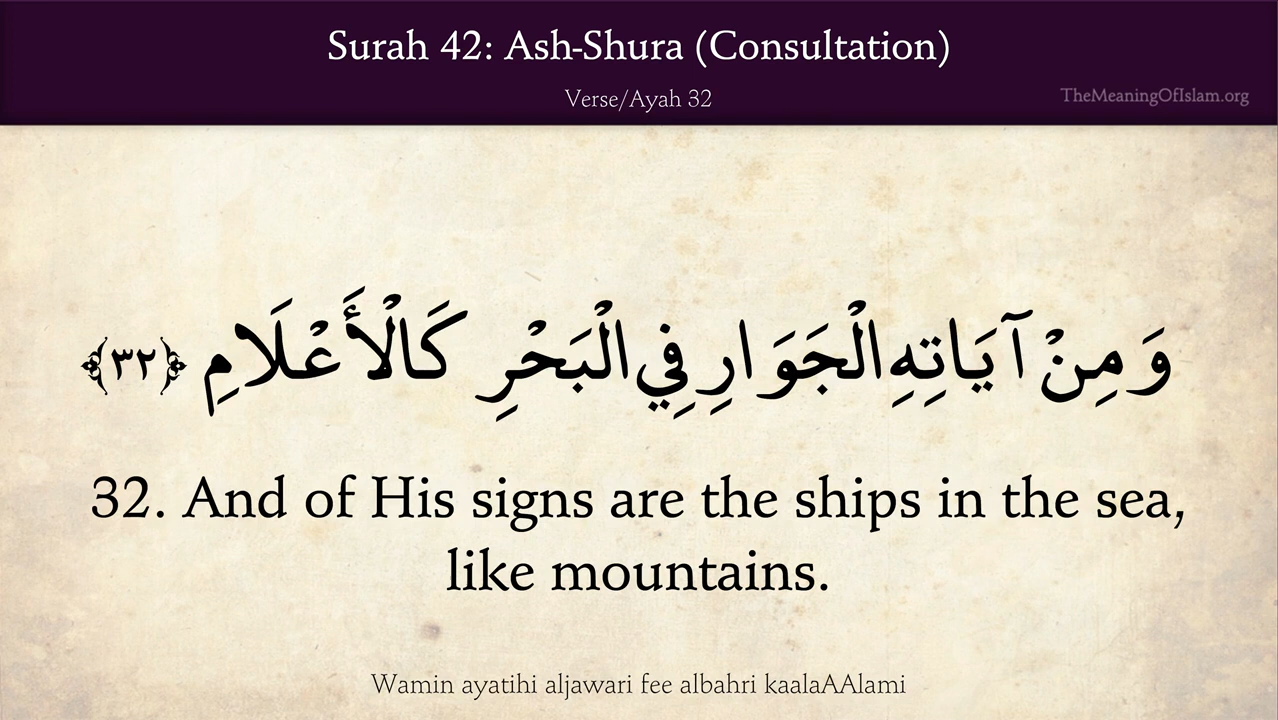 Surah 42: Ash-Shura (Consultation)
Verse/Ayah 32
TheMeaningOfIslam.org
وَمِنْ آيَاتِهِ الْجَوَارِ فِي الْبَحْرِ كَالْأَعْلَامِ ﴿٣٢﴾
32. And of His signs are the ships in the sea,
like mountains.
Wamin ayatihi aljawari fee albahri kaalaAAlami